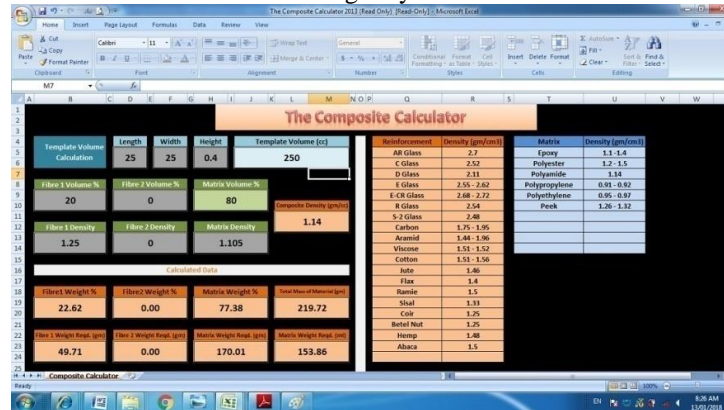 The Composite Calculator 2013 (Read Only) [Read-Only] - Microsoft Excel
Home Insert Page Layout Formulas Data Review View
Cut
Copy
Format Painter
Paste
Calibri 11
Wrap Text
Merge & Center
General
Conditional Formatting
Format as Table
Cell Styles
Insert Delete Format
AutoSum
Fill
Clear
Sort & Filter
Find & Select
Clipboard Font Alignment Number Styles Cells Editing
M7
The Composite Calculator
Template Volume Calculation
Length Width Height Template Volume (cc)
25 25 0.4 250
Fibre 1 Volume % Fibre 2 Volume % Matrix Volume %
20 0 80
Composite Density (gm/cc)
1.14
Fibre 1 Density Fibre 2 Density Matrix Density
1.25 0 1.105
Calculated Data
Fibre1 Weight % Fibre2 Weight % Matrix Weight % Total Mass of Material (gm)
22.62 0.00 77.38 219.72
Fibre 1 Weight Reqd. (gm) Fibre 2 Weight Reqd. (gm) Matrix Weight Reqd. (gm) Matrix Weight Reqd. (ml)
49.71 0.00 170.01 153.86
Reinforcement Density (gm/cm3)
AR Glass 2.7
C Glass 2.52
D Glass 2.11
E Glass 2.55 - 2.62
E-CR Glass 2.68 - 2.72
R Glass 2.54
S-2 Glass 2.48
Carbon 1.75 - 1.95
Aramid 1.44 - 1.96
Viscose 1.51 - 1.52
Cotton 1.51 - 1.56
Jute 1.46
Flax 1.4
Ramie 1.5
Sisal 1.33
Coir 1.25
Betel Nut 1.25
Hemp 1.48
Abaca 1.5
Matrix Density (gm/cm3)
Epoxy 1.1 -1.4
Polyester 1.2 - 1.5
Polyamide 1.14
Polypropylene 0.91 - 0.92
Polyethylene 0.95 - 0.97
Peek 1.26 - 1.32
Composite Calculator
Ready
100%
EN
8:26 AM
13/01/2018